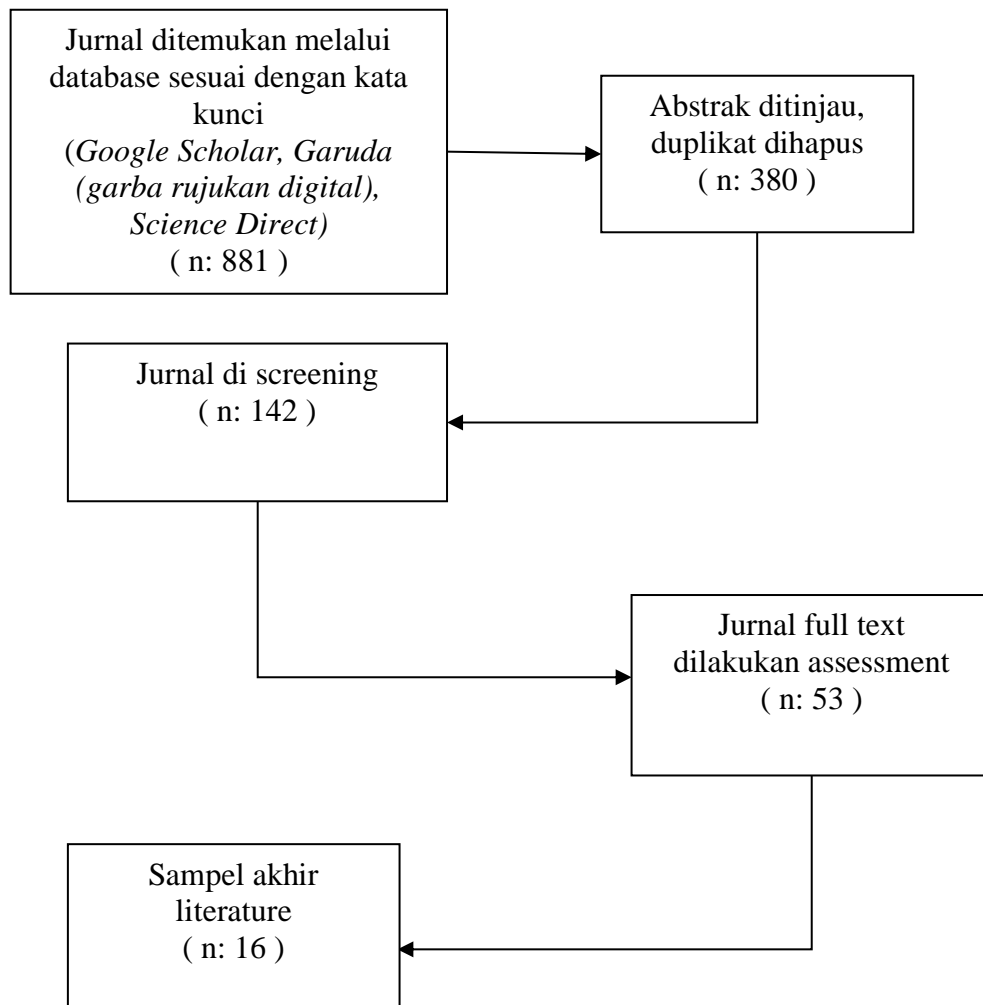 Jurnal ditemukan melalui
database sesuai dengan kata
kunci
(Google Scholar, Garuda
(garba rujukan digital),
Science Direct)
( n: 881 )
Abstrak ditinjau,
duplikat dihapus
( n: 380 )
Jurnal di screening
( n: 142 )
Jurnal full text
dilakukan assessment
( n: 53 )
Sampel akhir
literature
( n: 16 )